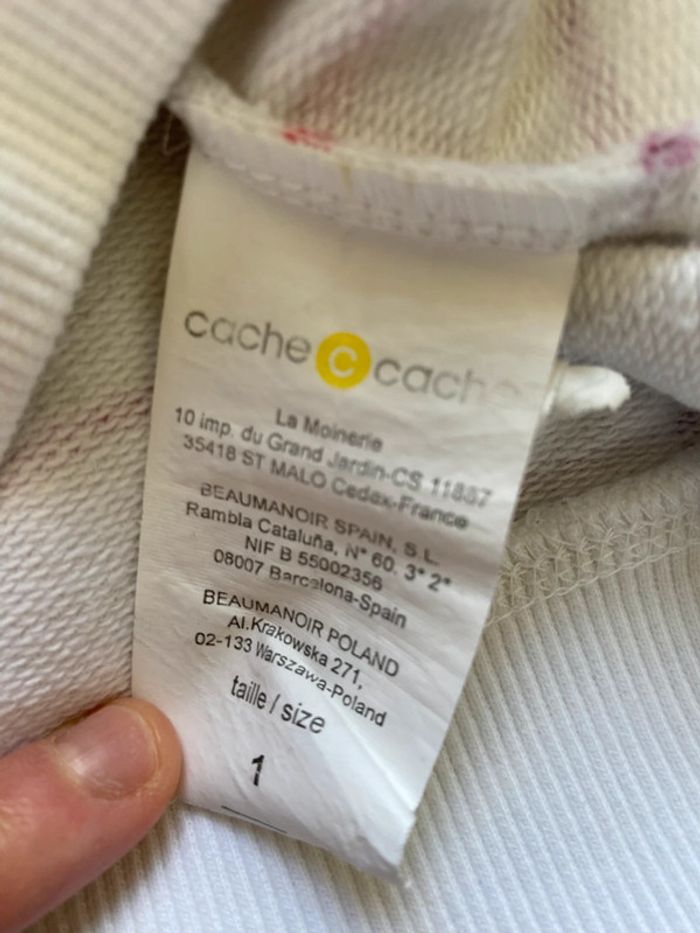 cache c cache
La Moinerie
10 imp. du Grand Jardin-CS 11887
35418 ST MALO Cedex-France
BEAUMANOIR SPAIN, S.L.
Rambla Cataluña, N° 60. 3° 2°
NIF B 55002356
08007 Barcelona-Spain
BEAUMANOIR POLAND
Al.Krakowska 271,
02-133 Warszawa-Poland
taille / size
1